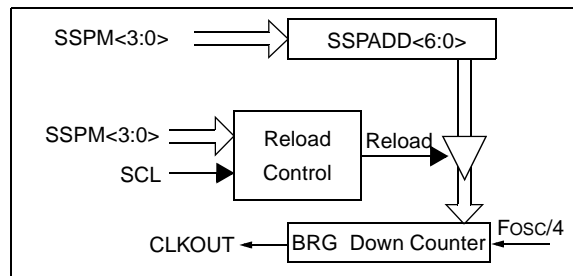 SSPM<3:0>
SSPADD<6:0>
SSPM<3:0>
SCL
Reload
Control
Reload
CLKOUT
BRG Down Counter
FOSC/4